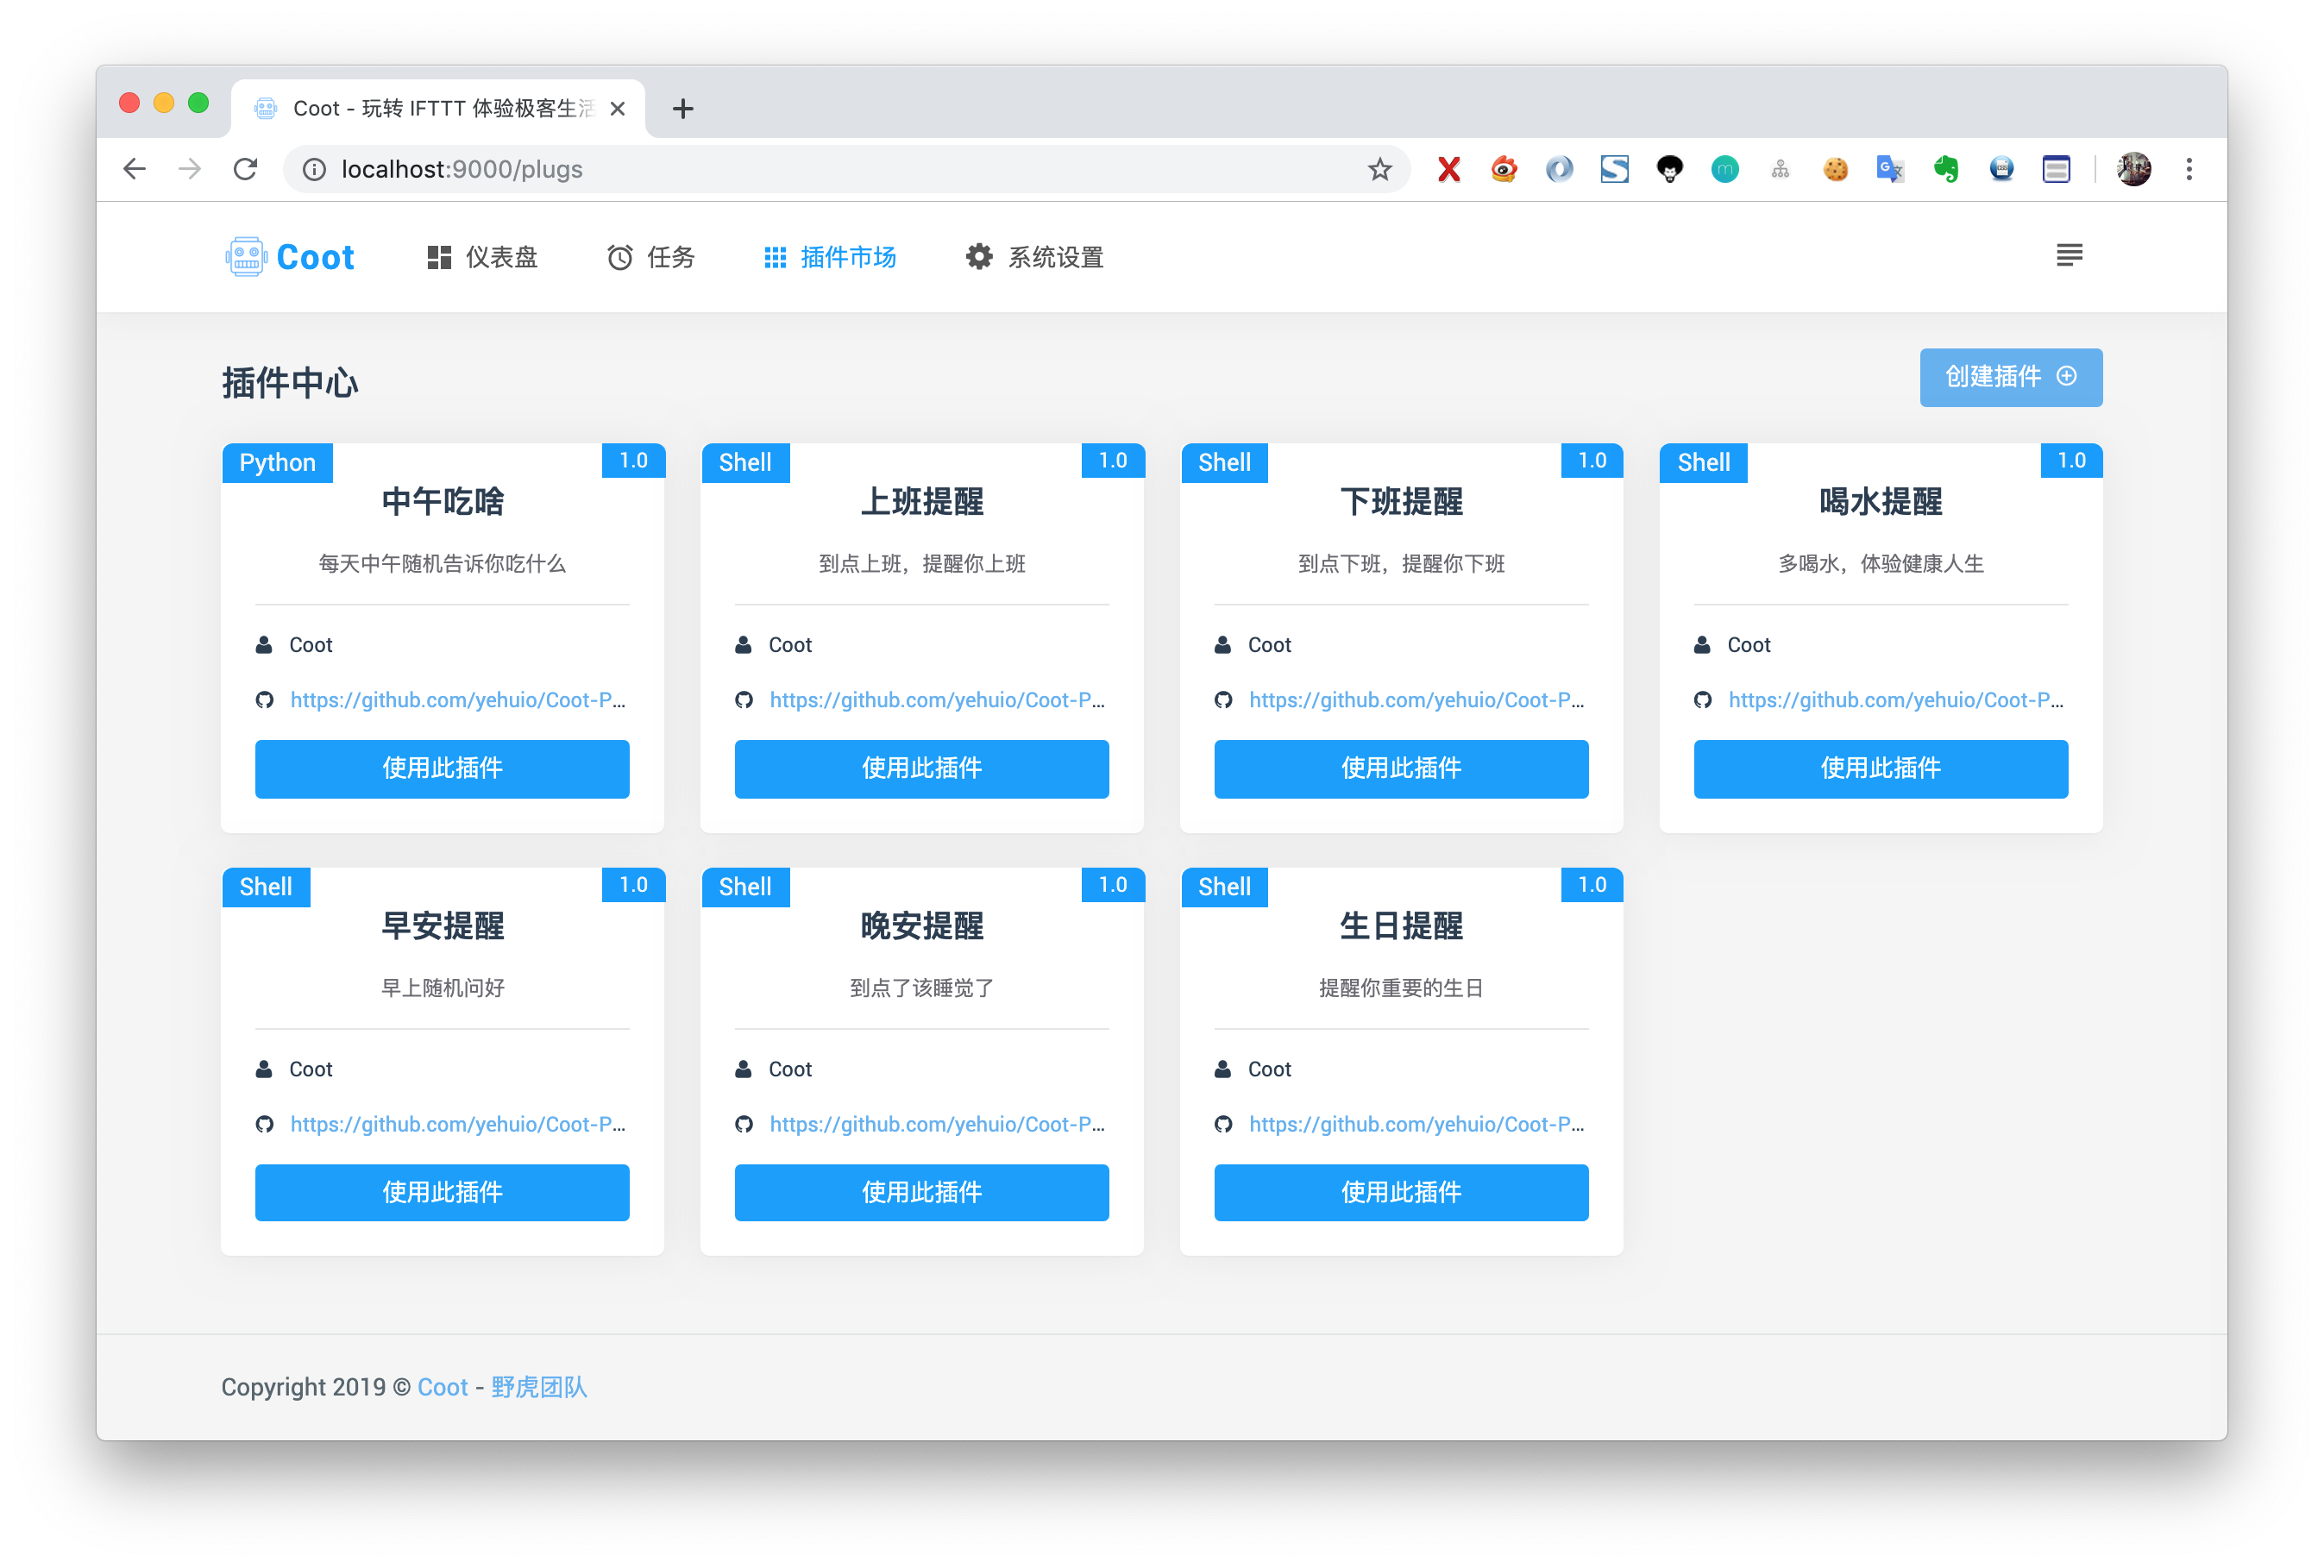 Coot - 玩转 IFTTT 体验极客生活
localhost:9000/plugs
Coot 仪表盘 任务 插件市场 系统设置
插件中心
创建插件
Python 1.0
中午吃啥
每天中午随机告诉你吃什么
Coot
https://github.com/yehuio/Coot-P...
使用此插件
Shell 1.0
上班提醒
到点上班，提醒你上班
Coot
https://github.com/yehuio/Coot-P...
使用此插件
Shell 1.0
下班提醒
到点下班，提醒你下班
Coot
https://github.com/yehuio/Coot-P...
使用此插件
Shell 1.0
喝水提醒
多喝水，体验健康人生
Coot
https://github.com/yehuio/Coot-P...
使用此插件
Shell 1.0
早安提醒
早上随机问好
Coot
https://github.com/yehuio/Coot-P...
使用此插件
Shell 1.0
晚安提醒
到点了该睡觉了
Coot
https://github.com/yehuio/Coot-P...
使用此插件
Shell 1.0
生日提醒
提醒你重要的生日
Coot
https://github.com/yehuio/Coot-P...
使用此插件
Copyright 2019 © Coot - 野虎团队